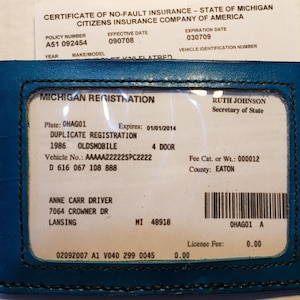 CERTIFICATE OF NO-FAULT INSURANCE – STATE OF MICHIGAN
CITIZENS INSURANCE COMPANY OF AMERICA
POLICY NUMBER EFFECTIVE DATE EXPIRATION DATE
A51 092454 090708 030709
YEAR MAKE/MODEL VEHICLE IDENTIFICATION NUMBER
FLATBED
MICHIGAN REGISTRATION RUTH JOHNSON
Secretary of State
Plate: 0HAG01 Expires: 01/01/2014
DUPLICATE REGISTRATION
1986 OLDSMOBILE 4 DOOR
Vehicle No.: AAAAA22222SPC2222 Fee Cat. or Wt.: 000012
D 616 067 108 888 County: EATON
ANNE CARR DRIVER
7064 CROWNER DR
LANSING MI 48918
0HAG01 A
License Fee: 0.00
02092007 A1 V040 299 0045 0.00